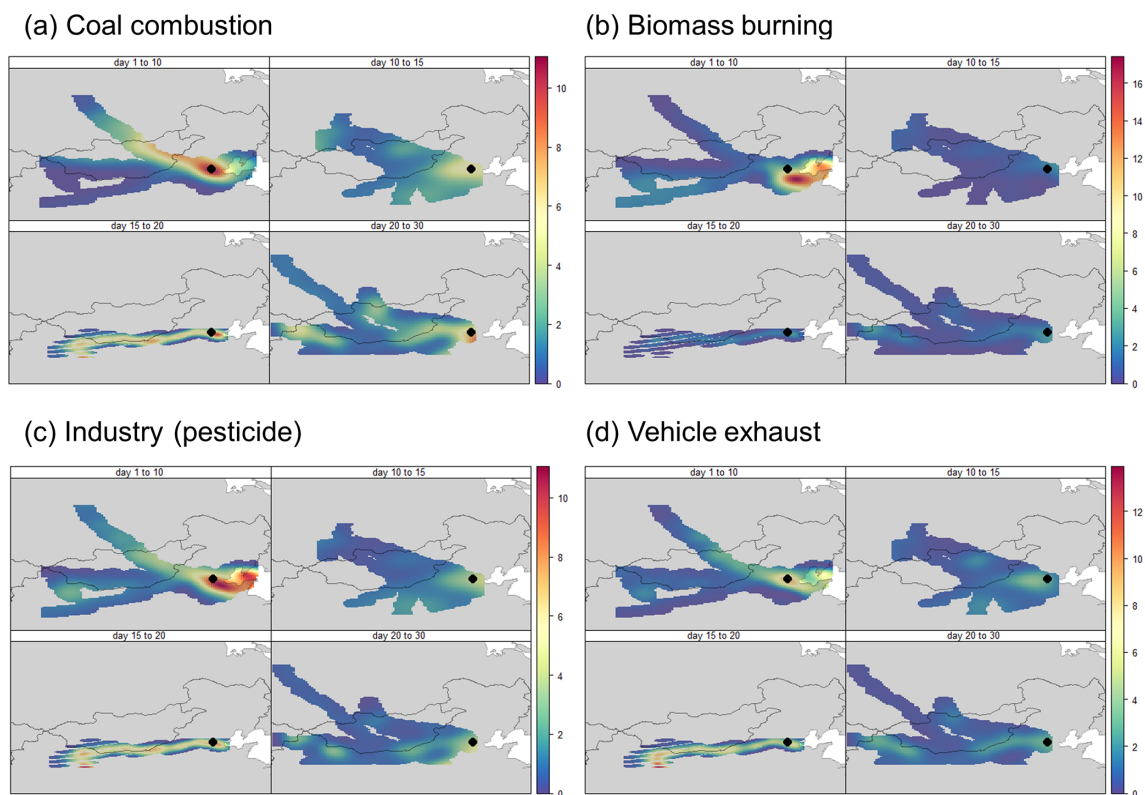 (a) Coal combustion
(b) Biomass burning
day 1 to 10
day 10 to 15
day 1 to 10
day 10 to 15
10
8
6
4
2
0
16
14
12
10
8
6
4
2
0
day 15 to 20
day 20 to 30
day 15 to 20
day 20 to 30
(c) Industry (pesticide)
(d) Vehicle exhaust
day 1 to 10
day 10 to 15
day 1 to 10
day 10 to 15
10
8
6
4
2
0
12
10
8
6
4
2
0
day 15 to 20
day 20 to 30
day 15 to 20
day 20 to 30